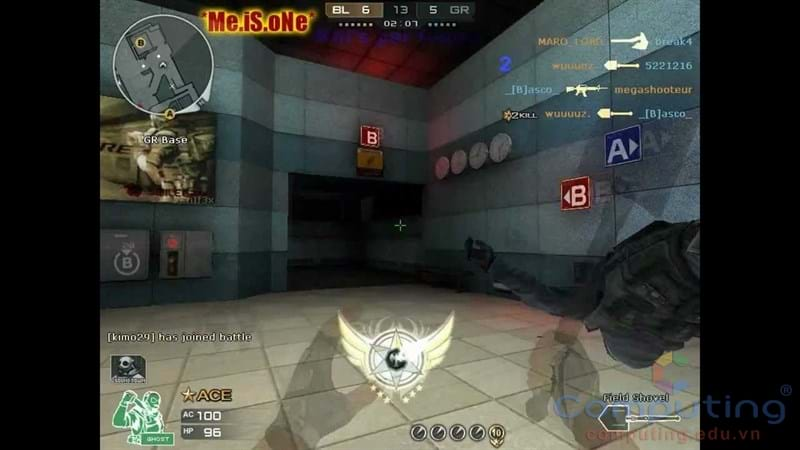 *Me.iS.oNe*
BL 6 13 5 GR
02:07
MARO_LORD break4
2 wuuuuz. 5221216
_[B]asco_ megashooteur
2KILL wuuuuz. _[B]asco_
B
GR Base
B
A
B
B
[kimo29] has joined battle
ACE
AC 100
HP 96
GHOST
10
Field Shovel
Computing®
computing.edu.vn